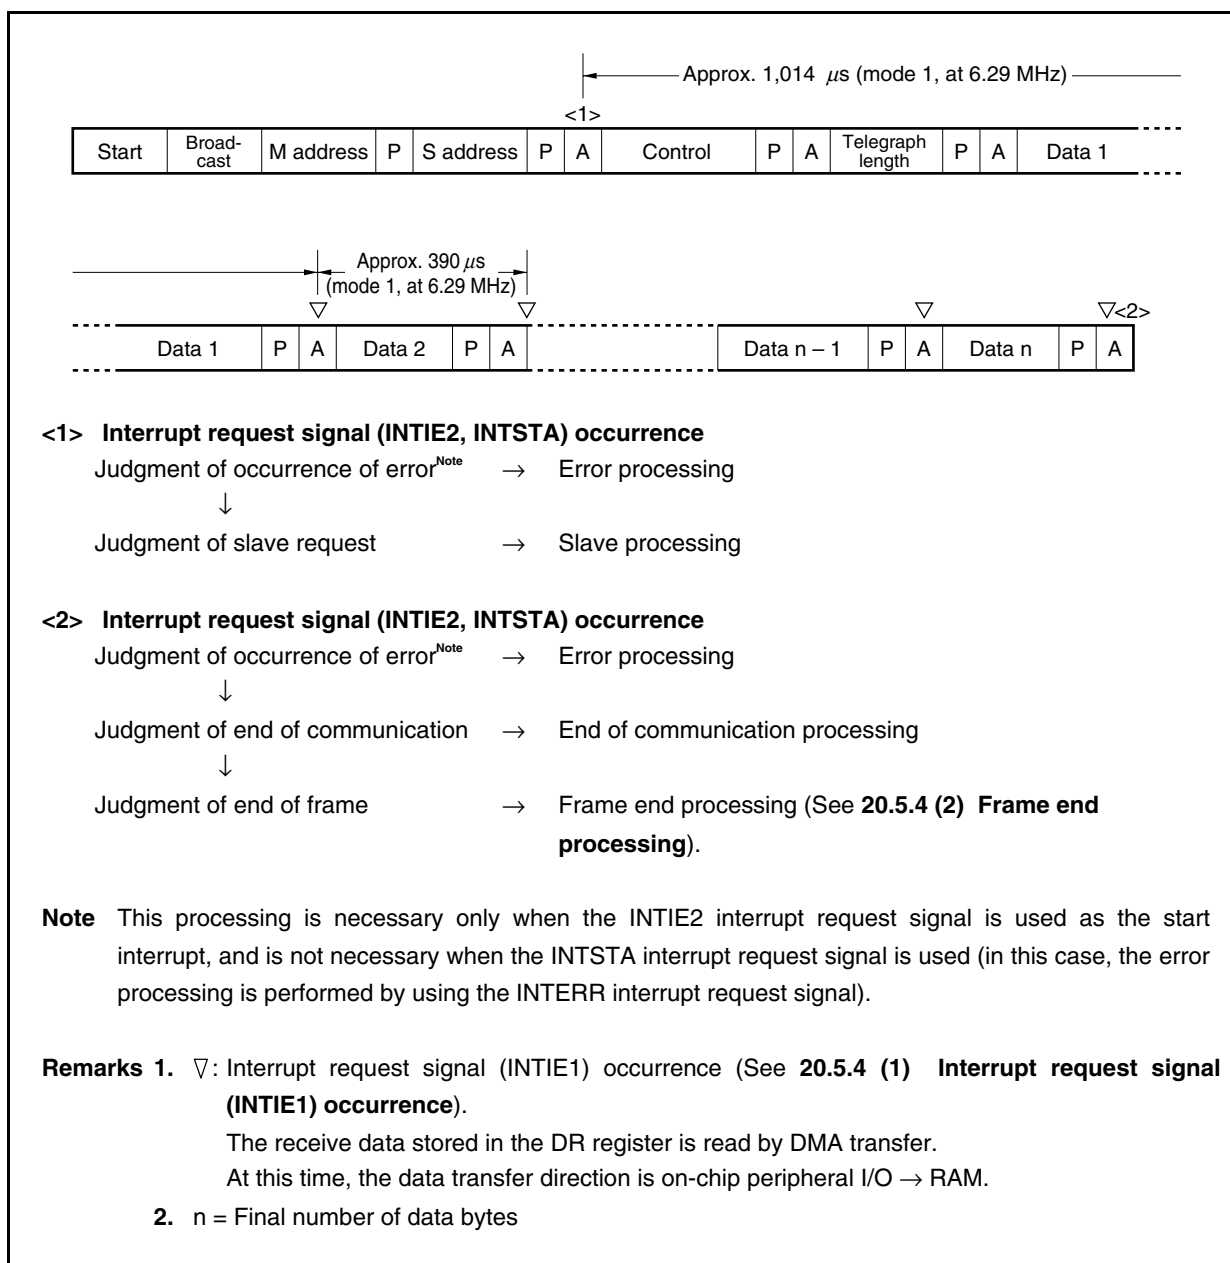 Approx. 1,014 μs (mode 1, at 6.29 MHz)
<1>
Start Broad-cast M address P S address P A Control P A Telegraph length P A Data 1
Approx. 390 μs
(mode 1, at 6.29 MHz)
▽ ▽ ▽ ▽<2>
Data 1 P A Data 2 P A Data n – 1 P A Data n P A
<1> Interrupt request signal (INTIE2, INTSTA) occurrence
Judgment of occurrence of errorNote → Error processing
↓
Judgment of slave request → Slave processing
<2> Interrupt request signal (INTIE2, INTSTA) occurrence
Judgment of occurrence of errorNote → Error processing
↓
Judgment of end of communication → End of communication processing
↓
Judgment of end of frame → Frame end processing (See 20.5.4 (2) Frame end
processing).
Note This processing is necessary only when the INTIE2 interrupt request signal is used as the start
interrupt, and is not necessary when the INTSTA interrupt request signal is used (in this case, the error
processing is performed by using the INTERR interrupt request signal).
Remarks 1. ▽: Interrupt request signal (INTIE1) occurrence (See 20.5.4 (1) Interrupt request signal
(INTIE1) occurrence).
The receive data stored in the DR register is read by DMA transfer.
At this time, the data transfer direction is on-chip peripheral I/O → RAM.
2. n = Final number of data bytes